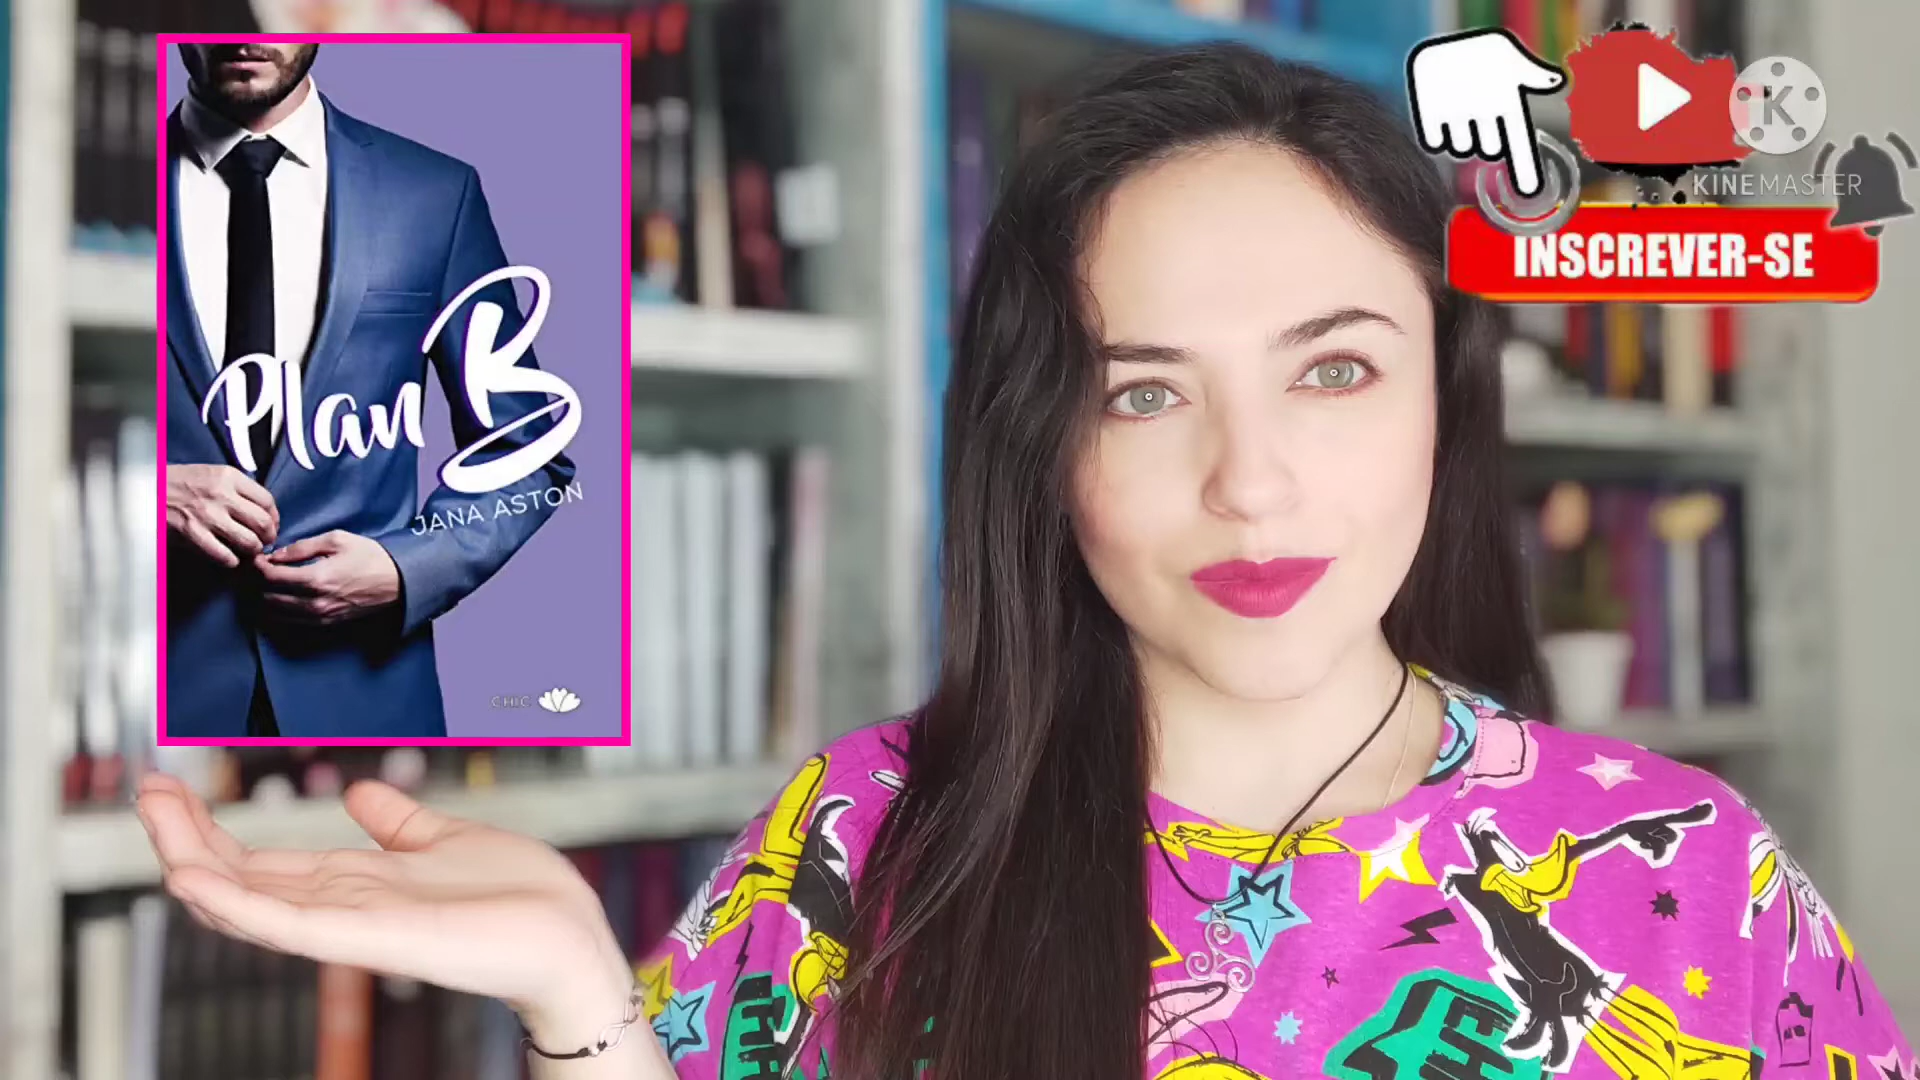 Plan B
JANA ASTON
CHIC
K
KINEMASTER
INSCREVER-SE